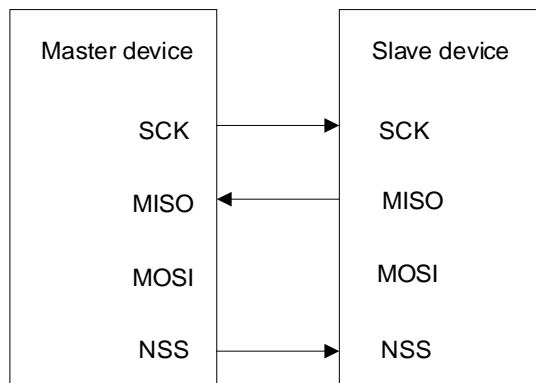 Master device
SCK
MISO
MOSI
NSS
Slave device
SCK
MISO
MOSI
NSS